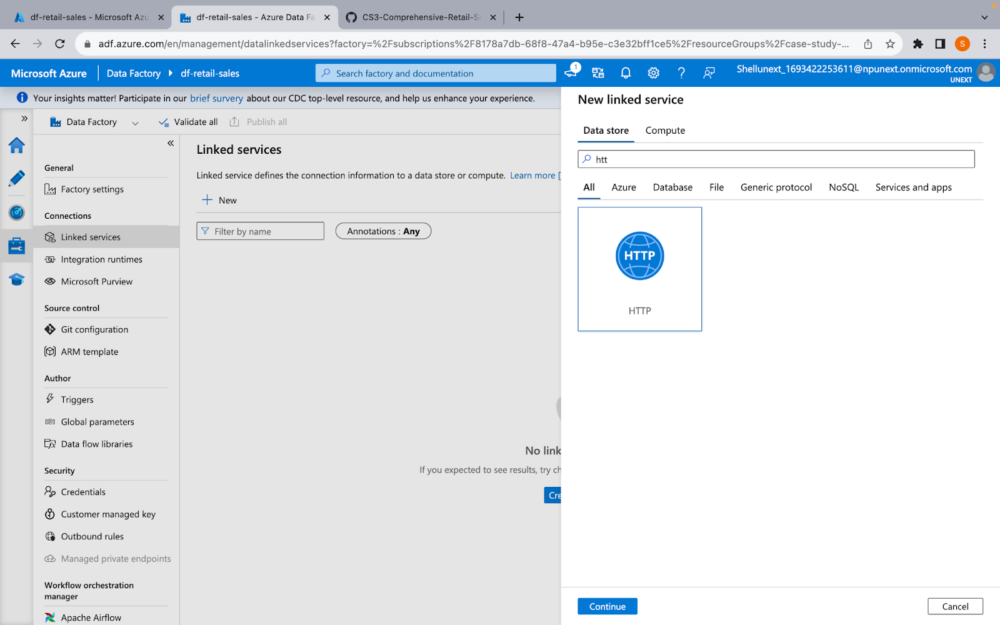 df-retail-sales - Microsoft Azu
df-retail-sales - Azure Data Fa
CS3-Comprehensive-Retail-Sa
adf.azure.com/en/management/datalinkedservices?factory=%2Fsubscriptions%2F8178a7db-68f8-47a4-b95e-c3e32bff1ce5%2FresourceGroups%2Fcase-study-...
S
Microsoft Azure
Data Factory
df-retail-sales
Search factory and documentation
1
Shellunext_1693422253611@npunext.onmicrosoft.com
UNEXT
Your insights matter! Participate in our brief survery about our CDC top-level resource, and help us enhance your experience.
Data Factory
Validate all
Publish all
General
Factory settings
Connections
Linked services
Integration runtimes
Microsoft Purview
Source control
Git configuration
ARM template
Author
Triggers
Global parameters
Data flow libraries
Security
Credentials
Customer managed key
Outbound rules
Managed private endpoints
Workflow orchestration
manager
Apache Airflow
Linked services
Linked service defines the connection information to a data store or compute. Learn more
New
Filter by name
Annotations : Any
No link
If you expected to see results, try ch
Cre
New linked service
Data store
Compute
htt
All
Azure
Database
File
Generic protocol
NoSQL
Services and apps
HTTP
HTTP
Continue
Cancel